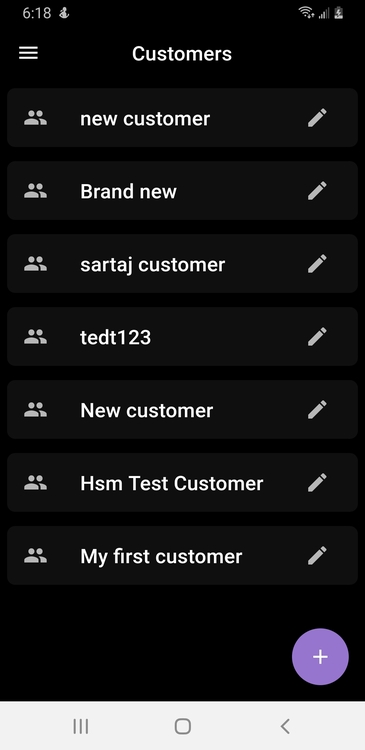 6:18
Customers
new customer
Brand new
sartaj customer
tedt123
New customer
Hsm Test Customer
My first customer